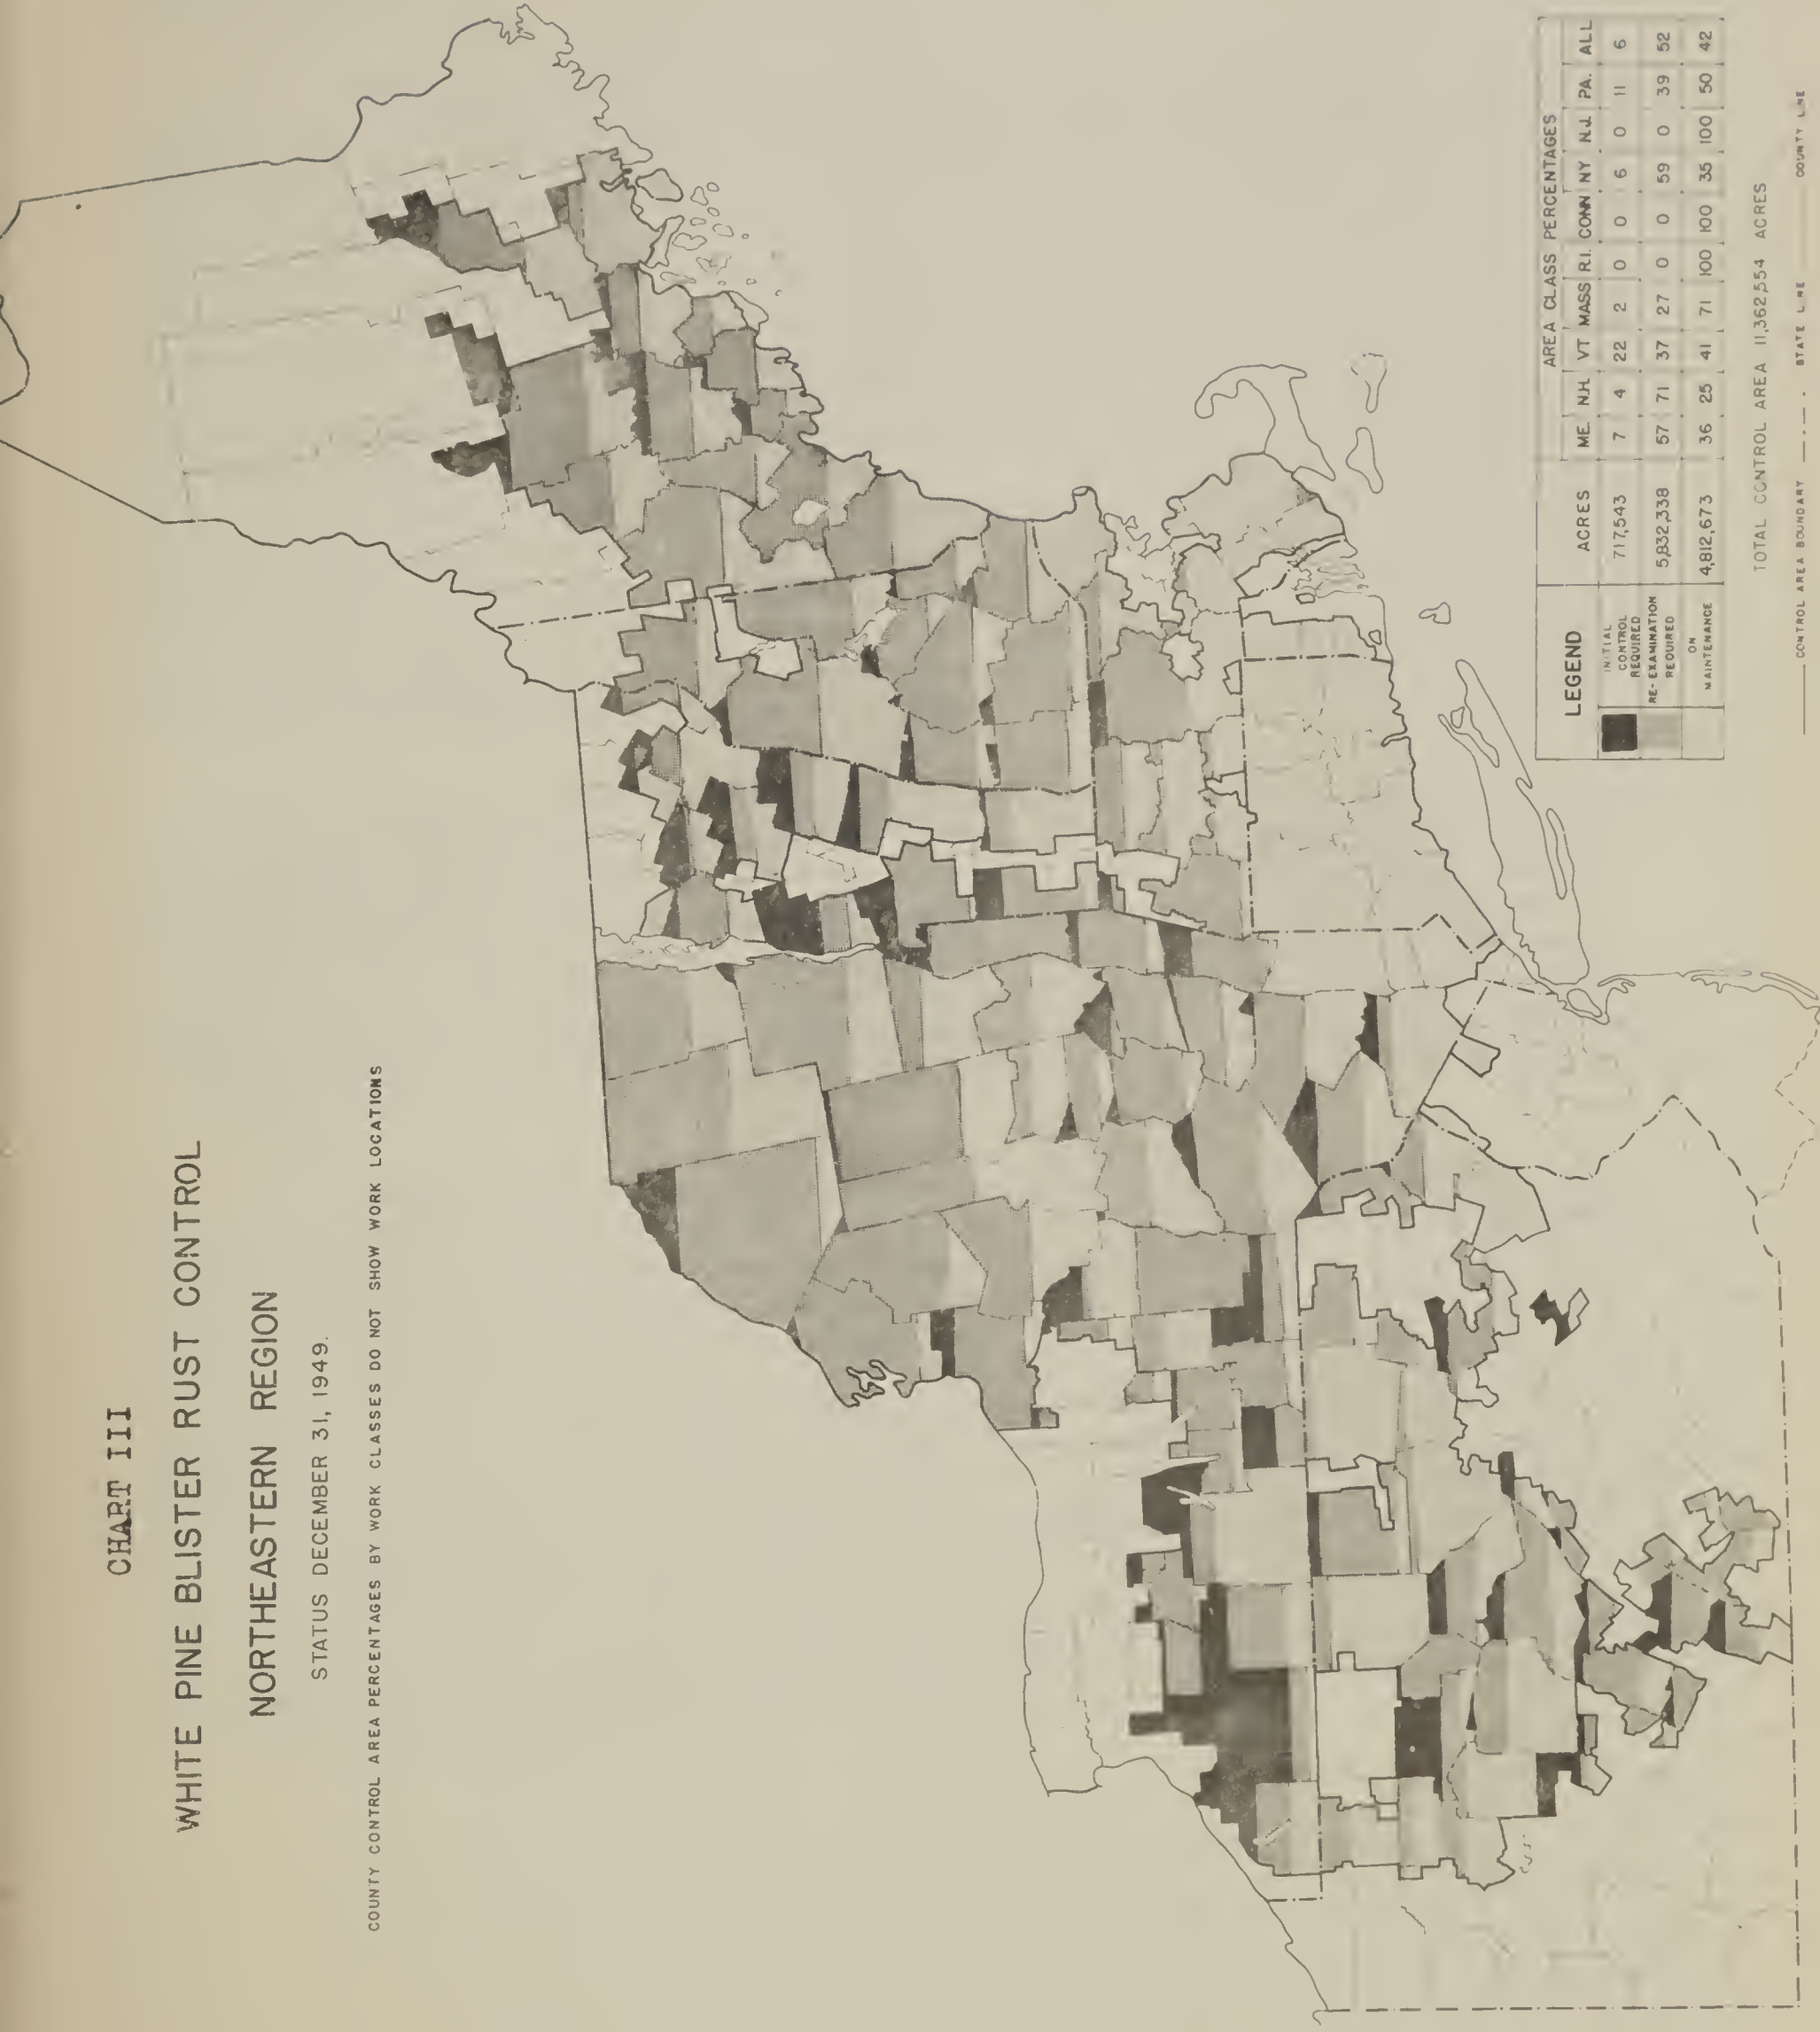 CHART III
WHITE PINE BLISTER RUST CONTROL
NORTHEASTERN REGION
STATUS DECEMBER 31, 1949.
COUNTY CONTROL AREA PERCENTAGES BY WORK CLASSES DO NOT SHOW WORK LOCATIONS
AREA CLASS PERCENTAGES
LEGEND ACRES ME. N.H. VT MASS R.I. CONN NY N.J. PA. ALL
INITIAL CONTROL REQUIRED 717,543 7 4 22 2 0 0 6 0 11 6
RE-EXAMINATION REQUIRED 5,832,338 57 71 37 27 0 0 59 0 39 52
ON MAINTENANCE 4,812,673 36 25 41 71 100 100 35 100 50 42
TOTAL CONTROL AREA 11,362,554 ACRES
CONTROL AREA BOUNDARY STATE LINE COUNTY LINE